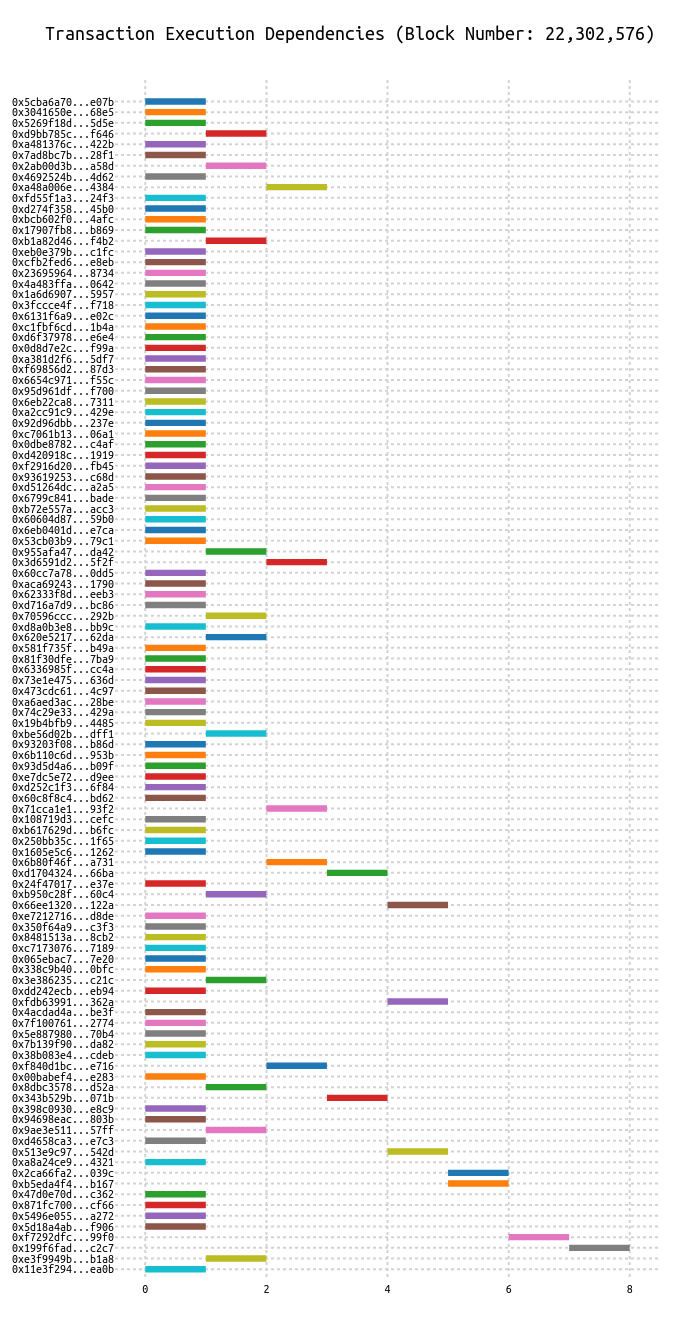 Transaction Execution Dependencies (Block Number: 22,302,576)
0x5cba6a70...e07b
0x3041650e...68e5
0x5269f18d...5d5e
0xd9bb785c...f646
0xa481376c...422b
0x7ad8bc7b...28f1
0x2ab00d3b...a58d
0x4692524b...4d62
0xa48a006e...4384
0xfd55f1a3...24f3
0xd274f358...45b0
0xbcb602f0...4afc
0x17907fb8...b869
0xb1a82d46...f4b2
0xeb0e379b...c1fc
0xcfb2fed6...e8eb
0x23695964...8734
0x4a483ffa...0642
0x1a6d6907...5957
0x3fccce4f...f718
0x6131f6a9...e02c
0xc1fbf6cd...1b4a
0xd6f37978...e6e4
0x0d8d7e2c...f99a
0xa381d2f6...5df7
0xf69856d2...87d3
0x6654c971...f55c
0x95d961df...f700
0x6eb22ca8...7311
0xa2cc91c9...429e
0x92d96dbb...237e
0xc7061b13...06a1
0x0dbe8782...c4af
0xd420918c...1919
0xf2916d20...fb45
0x93619253...c68d
0xd51264dc...a2a5
0x6799c841...bade
0xb72e557a...acc3
0x60604d87...59b0
0x6eb0401d...e7ca
0x53cb03b9...79c1
0x955afa47...da42
0x3d6591d2...5f2f
0x60cc7a78...0dd5
0xaca69243...1790
0x62333f8d...eeb3
0xd716a7d9...bc86
0x70596ccc...292b
0xd8a0b3e8...bb9c
0x620e5217...62da
0x581f735f...b49a
0x81f30dfe...7ba9
0x6336985f...cc4a
0x73e1e475...636d
0x473cdc61...4c97
0xa6aed3ac...28be
0x74c29e33...429a
0x19b4bfb9...4485
0xbe56d02b...dff1
0x93203f08...b86d
0x6b110c6d...953b
0x93d5d4a6...b09f
0xe7dc5e72...d9ee
0xd252c1f3...6f84
0x60c8f8c4...bd62
0x71cca1e1...93f2
0x108719d3...cefc
0xb617629d...b6fc
0x250bb35c...1f65
0x1605e5c6...1262
0x6b80f46f...a731
0xd1704324...66ba
0x24f47017...e37e
0xb950c28f...60c4
0x66ee1320...122a
0xe7212716...d8de
0x350f64a9...c3f3
0x8481513a...8cb2
0xc7173076...7189
0x065ebac7...7e20
0x338c9b40...0bfc
0x3e386235...c21c
0xdd242ecb...eb94
0xfdb63991...362a
0x4acdad4a...be3f
0x7f100761...2774
0x5e887980...70b4
0x7b139f90...da82
0x38b083e4...cdeb
0xf840d1bc...e716
0x00babef4...e283
0x8dbc3578...d52a
0x343b529b...071b
0x398c0930...e8c9
0x94698eac...803b
0x9ae3e511...57ff
0xd4658ca3...e7c3
0x513e9c97...542d
0xa8a24ce9...4321
0x2ca66fa2...039c
0xb5eda4f4...b167
0x47d0e70d...c362
0x871fc700...cf66
0x5496e055...a272
0x5d18a4ab...f906
0xf7292dfc...99f0
0x199f6fad...c2c7
0xe3f9949b...b1a8
0x11e3f294...ea0b
0 2 4 6 8